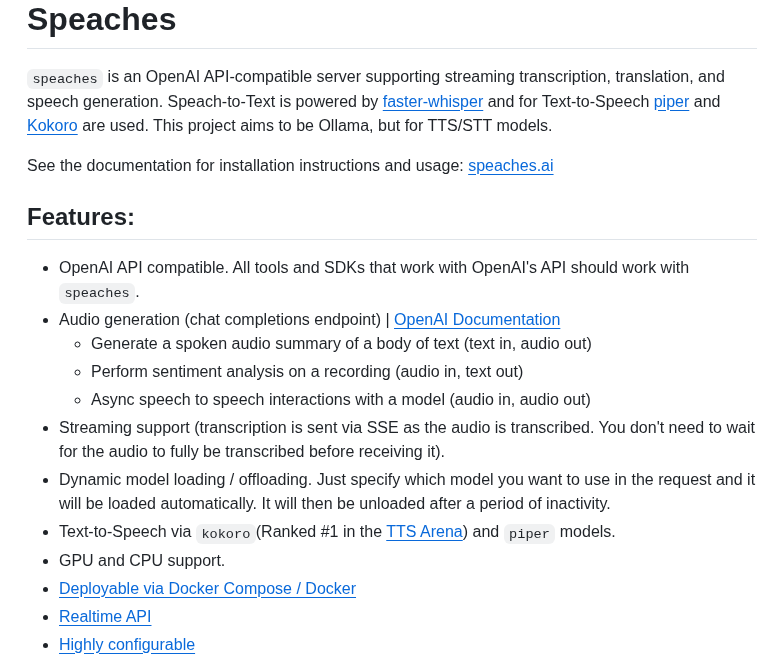 Speaches
speaches is an OpenAI API-compatible server supporting streaming transcription, translation, and
speech generation. Speach-to-Text is powered by faster-whisper and for Text-to-Speech piper and
Kokoro are used. This project aims to be Ollama, but for TTS/STT models.
See the documentation for installation instructions and usage: speaches.ai
Features:
OpenAI API compatible. All tools and SDKs that work with OpenAI's API should work with
speaches.
Audio generation (chat completions endpoint) | OpenAI Documentation
Generate a spoken audio summary of a body of text (text in, audio out)
Perform sentiment analysis on a recording (audio in, text out)
Async speech to speech interactions with a model (audio in, audio out)
Streaming support (transcription is sent via SSE as the audio is transcribed. You don't need to wait
for the audio to fully be transcribed before receiving it).
Dynamic model loading / offloading. Just specify which model you want to use in the request and it
will be loaded automatically. It will then be unloaded after a period of inactivity.
Text-to-Speech via kokoro(Ranked #1 in the TTS Arena) and piper models.
GPU and CPU support.
Deployable via Docker Compose / Docker
Realtime API
Highly configurable